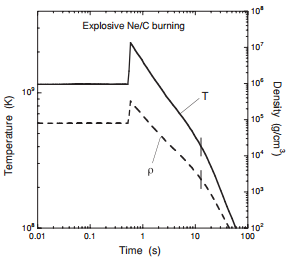 Explosive Ne/C burning
10⁹
10⁸
Temperature (K)
T
ρ
10⁸
10⁷
10⁶
10⁵
10⁴
10³
10²
Density (g/cm³)
0.01 0.1 1 10 100
Time (s)